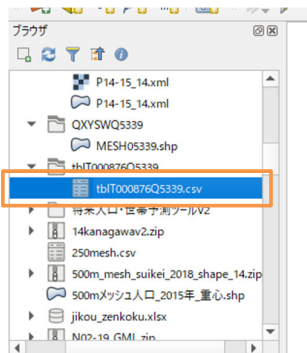 ブラウザ
P14-15_14.xml
P14-15_14.xml
QXYSWQ5339
MESH05339.shp
tblT000876Q5339
tblT000876Q5339.csv
将来人口・世帯予測ツールV2
14kanagawav2.zip
250mesh.csv
500m_mesh_suikei_2018_shape_14.zip
500mメッシュ人口_2015年_重心.shp
jikou_zenkoku.xlsx
N02-19_GML.zip